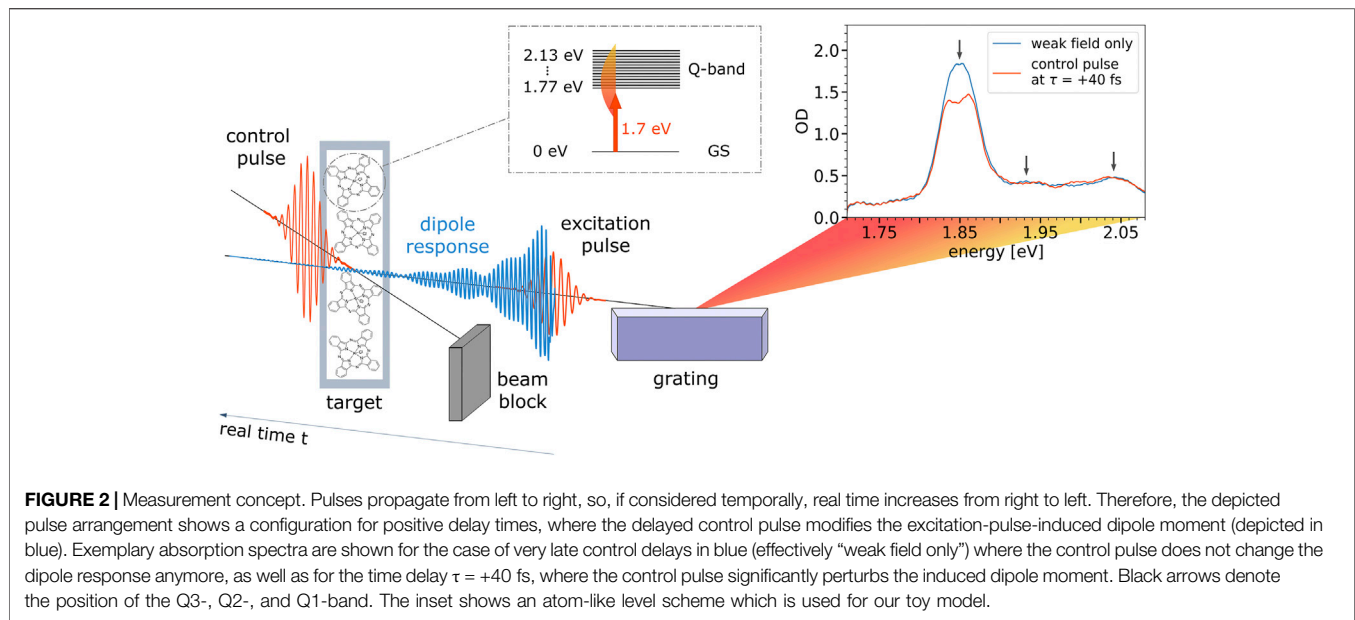 2.13 eV
⋮
1.77 eV
Q-band
1.7 eV
0 eV
GS
control
pulse
dipole
response
excitation
pulse
target
beam
block
grating
real time t
weak field only
control pulse
at τ = +40 fs
OD
2.0
1.5
1.0
0.5
0.0
1.75
1.85
1.95
2.05
energy [eV]
FIGURE 2 | Measurement concept. Pulses propagate from left to right, so, if considered temporally, real time increases from right to left. Therefore, the depicted
pulse arrangement shows a configuration for positive delay times, where the delayed control pulse modifies the excitation-pulse-induced dipole moment (depicted in
blue). Exemplary absorption spectra are shown for the case of very late control delays in blue (effectively “weak field only”) where the control pulse does not change the
dipole response anymore, as well as for the time delay τ = +40 fs, where the control pulse significantly perturbs the induced dipole moment. Black arrows denote
the position of the Q3-, Q2-, and Q1-band. The inset shows an atom-like level scheme which is used for our toy model.